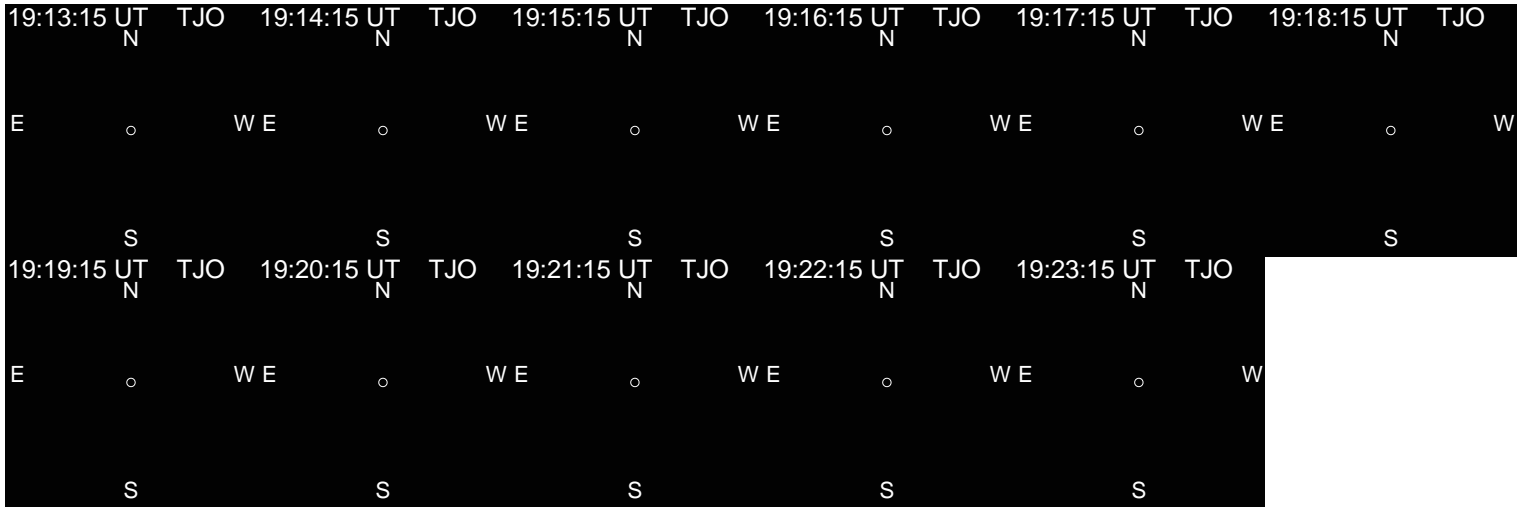 19:13:15 UT TJO 19:14:15 UT TJO 19:15:15 UT TJO 19:16:15 UT TJO 19:17:15 UT TJO 19:18:15 UT TJO
N N N N N N
E W E W E W E W E W E W
S S S S S S
19:19:15 UT TJO 19:20:15 UT TJO 19:21:15 UT TJO 19:22:15 UT TJO 19:23:15 UT TJO
N N N N N
E W E W E W E W E W
S S S S S